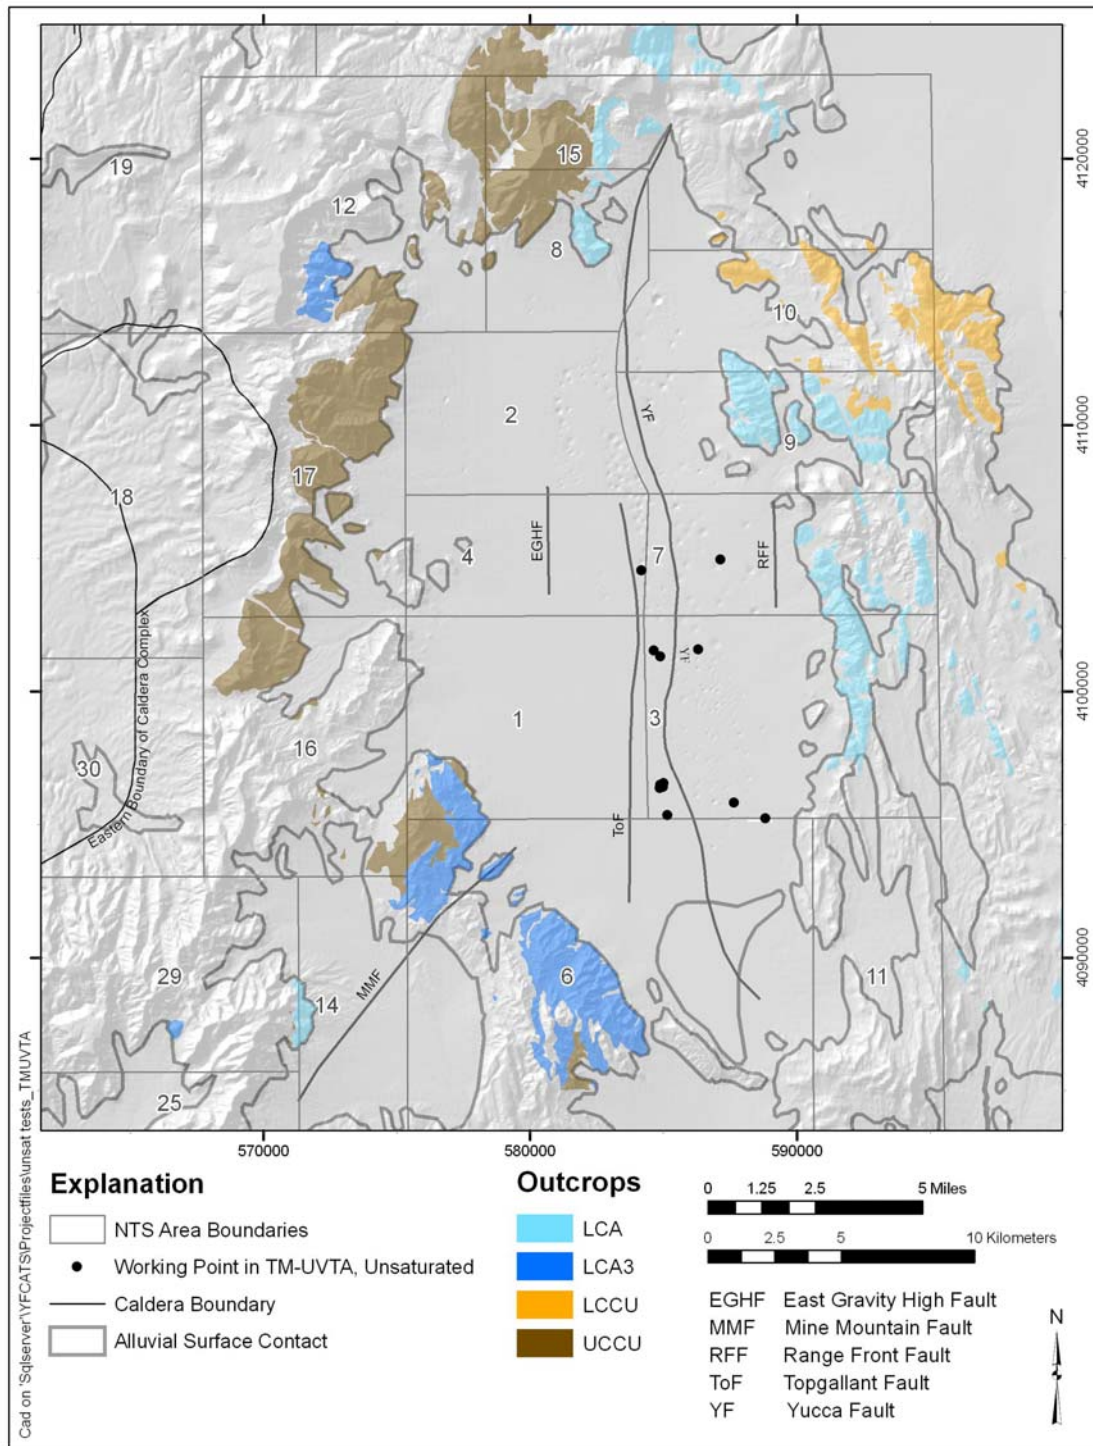 19
12
15
8
4120000
10
2
YF
9
4110000
18
17
EGHF
4
7
RFF
Eastern Boundary of Caldera Complex
YF
4100000
1
3
16
30
ToF
29
14
MMF
6
11
4090000
25
570000
580000
590000
Cad on 'Sqlserver'\YFCATS\Projectfiles\unsat tests_TMUVTA
Explanation
NTS Area Boundaries
Working Point in TM-UVTA, Unsaturated
Caldera Boundary
Alluvial Surface Contact
Outcrops
LCA
LCA3
LCCU
UCCU
0 1.25 2.5 5 Miles
0 2.5 5 10 Kilometers
EGHF East Gravity High Fault
MMF Mine Mountain Fault
RFF Range Front Fault
ToF Topgallant Fault
YF Yucca Fault
N